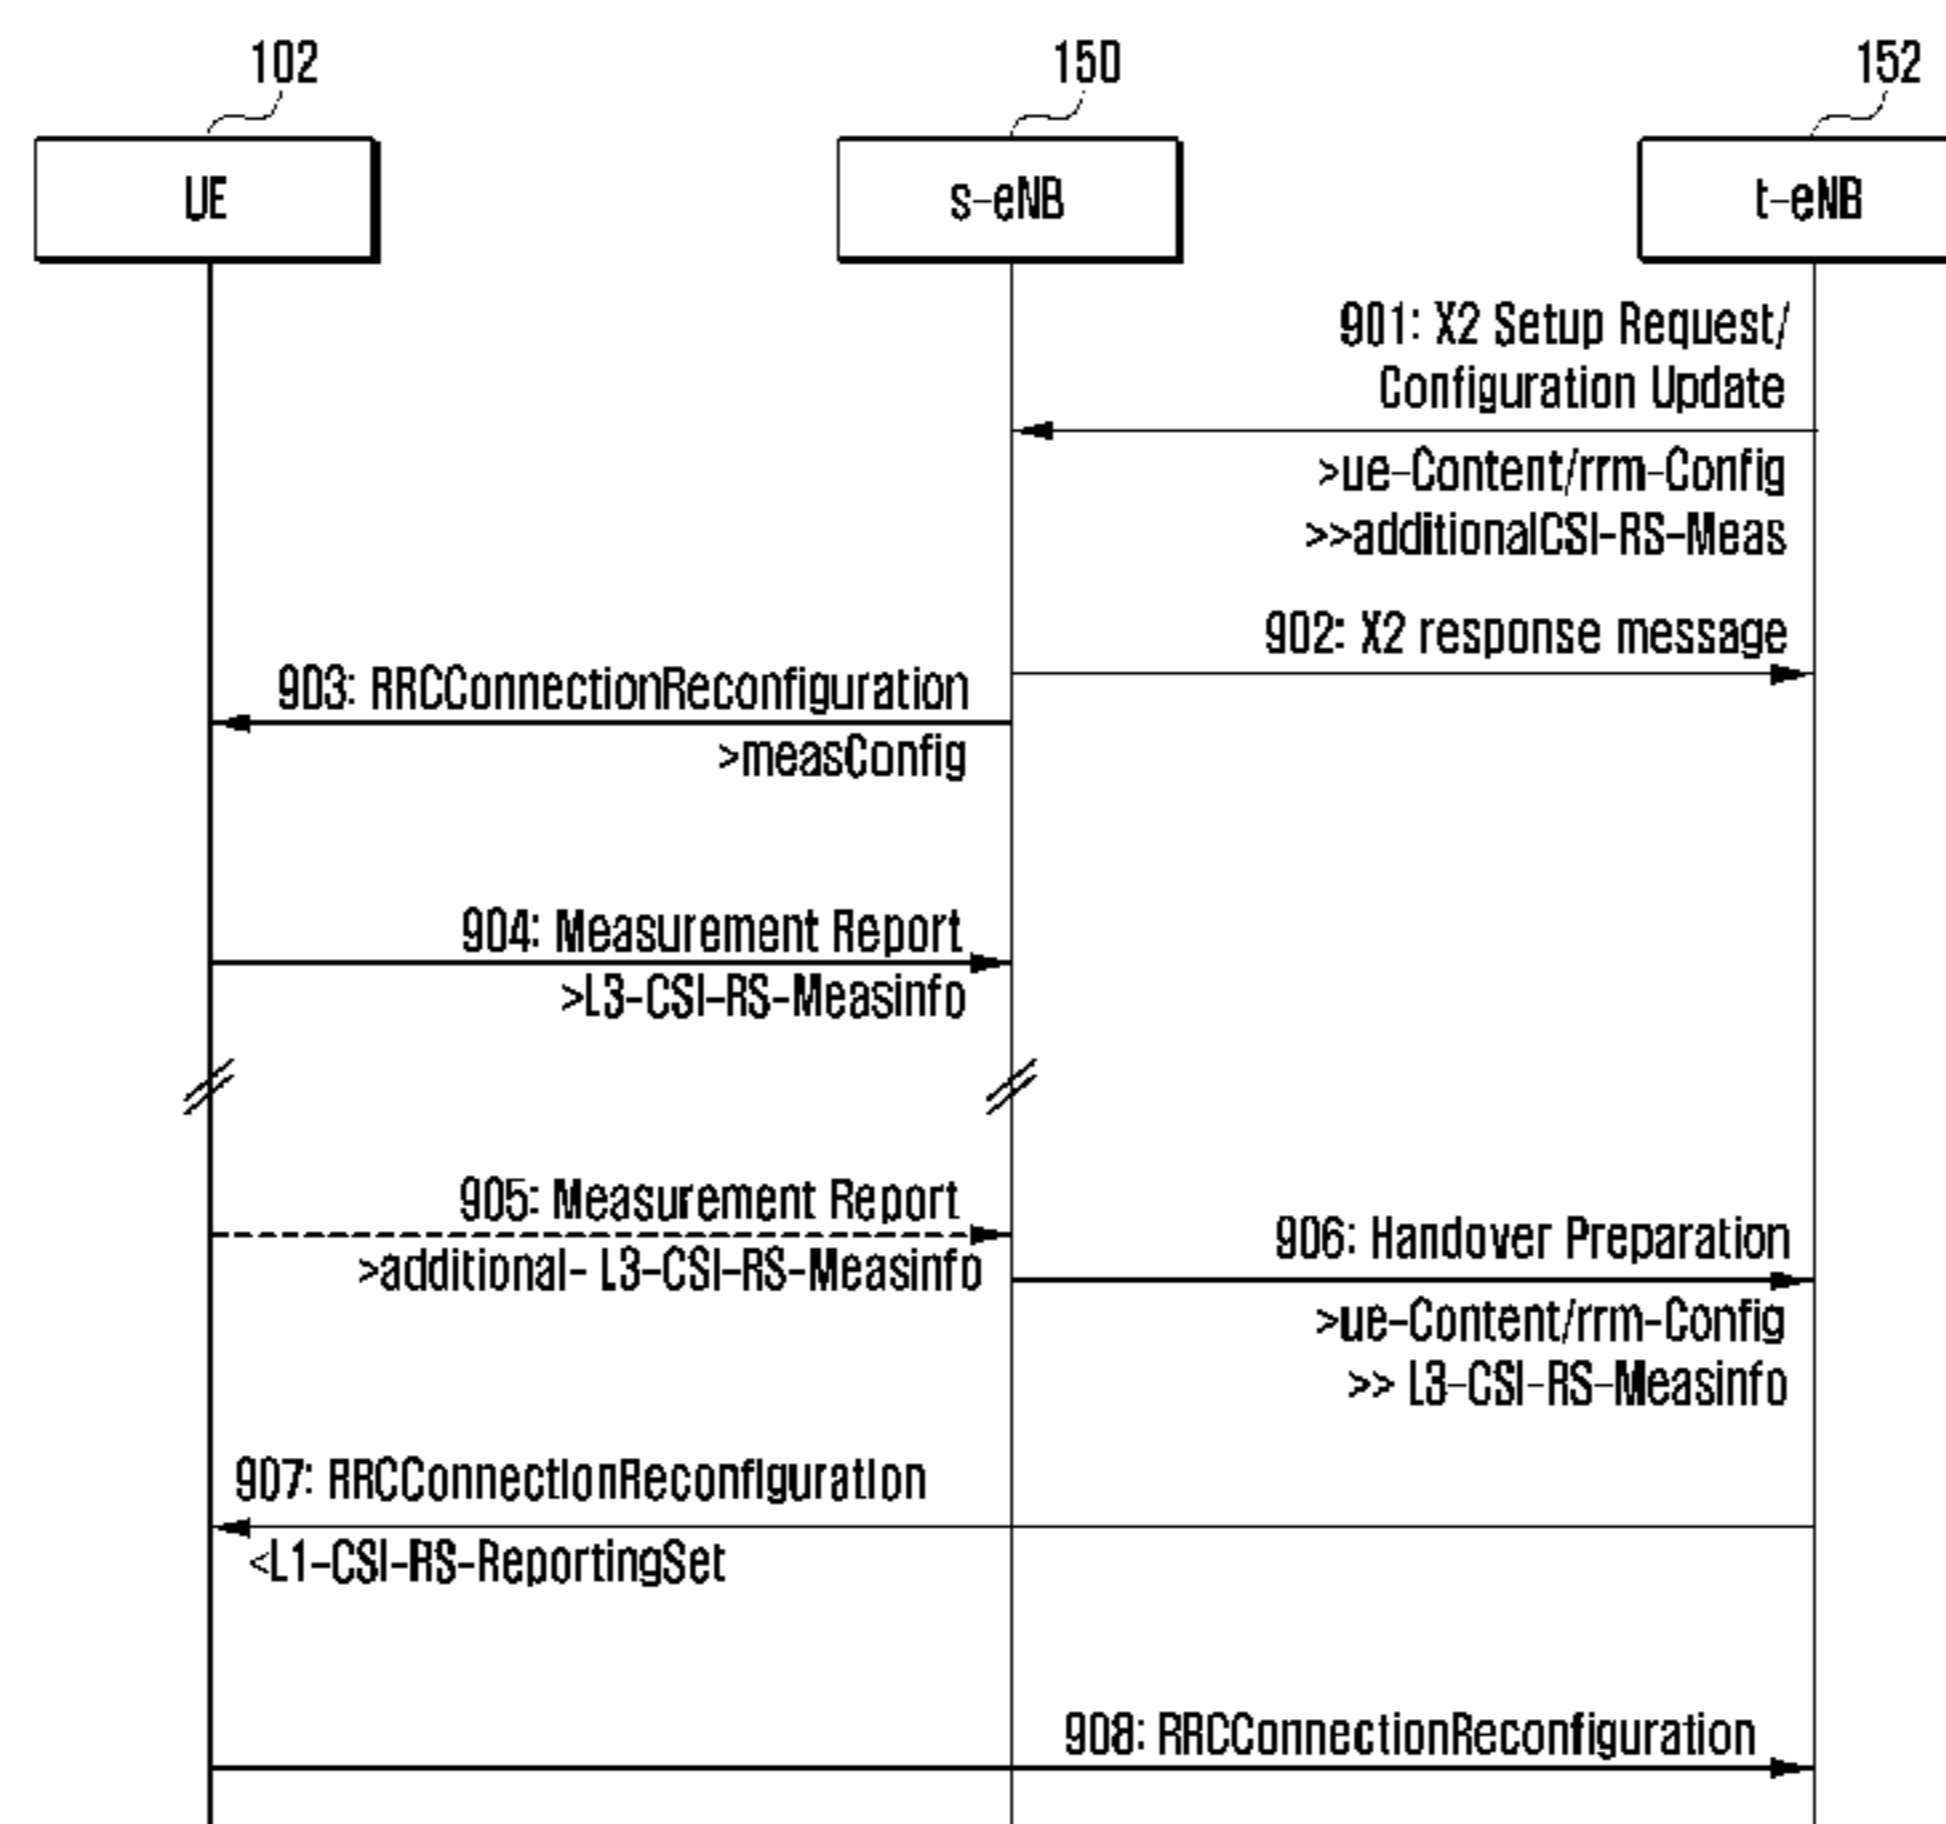 102
150
152
UE
s-eNB
t-eNB
901: X2 Setup Request/
Configuration Update
>ue-Content/rrm-Config
>>additionalCSI-RS-Meas
902: X2 response message
903: RRCConnectionReconfiguration
>measConfig
904: Measurement Report
>L3-CSI-RS-Measinfo
905: Measurement Report
>additional- L3-CSI-RS-Measinfo
906: Handover Preparation
>ue-Content/rrm-Config
>> L3-CSI-RS-Measinfo
907: RRCConnectionReconfiguration
<L1-CSI-RS-ReportingSet
908: RRCConnectionReconfiguration